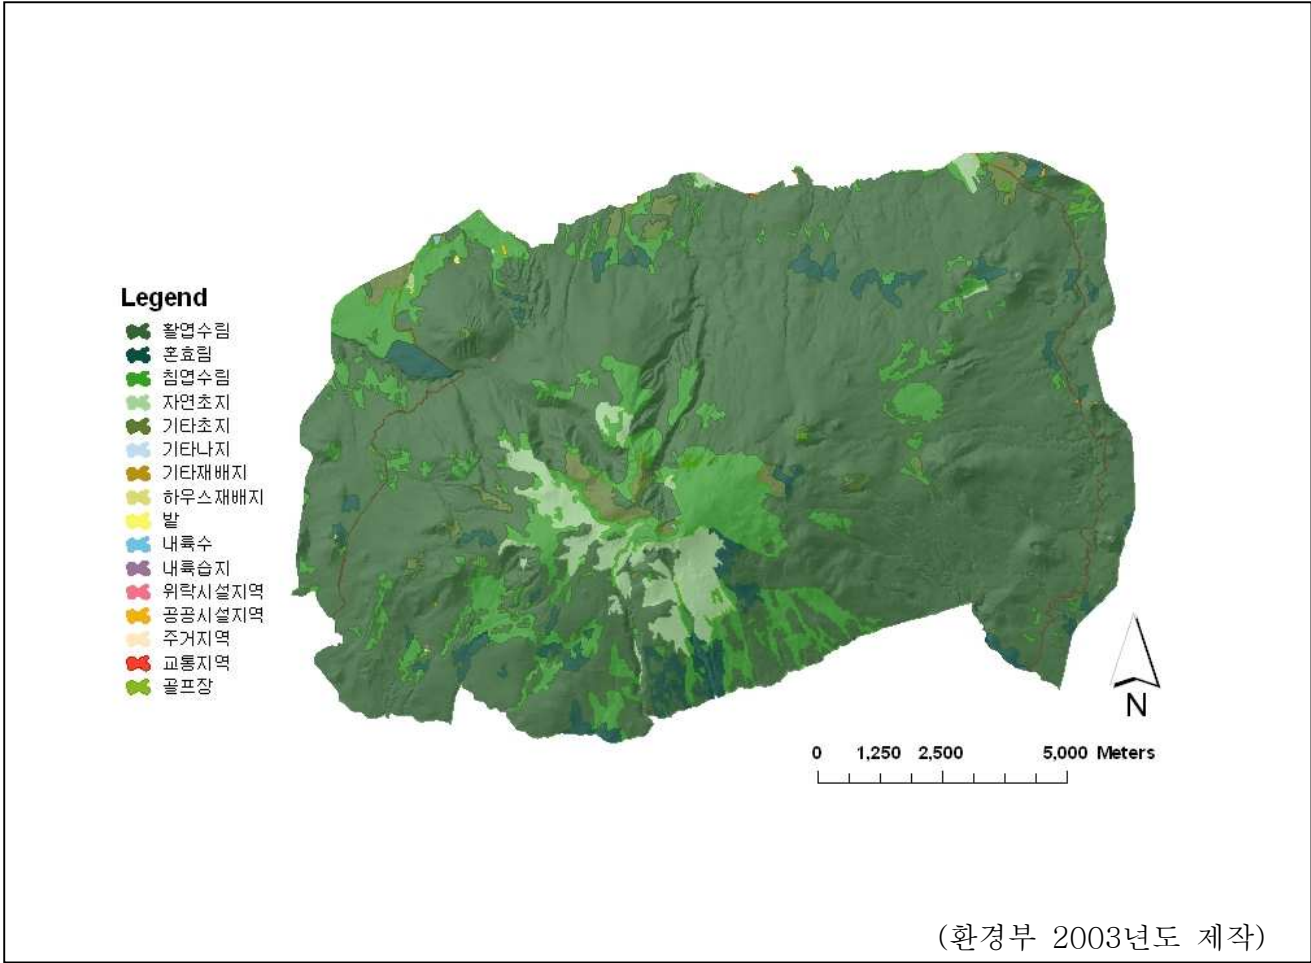 Legend
활엽수림
혼효림
침엽수림
자연초지
기타초지
기타나지
기타재배지
하우스재배지
밭
내륙수
내륙습지
위락시설지역
공공시설지역
주거지역
교통지역
골프장
N
0 1,250 2,500 5,000 Meters
(환경부 2003년도 제작)